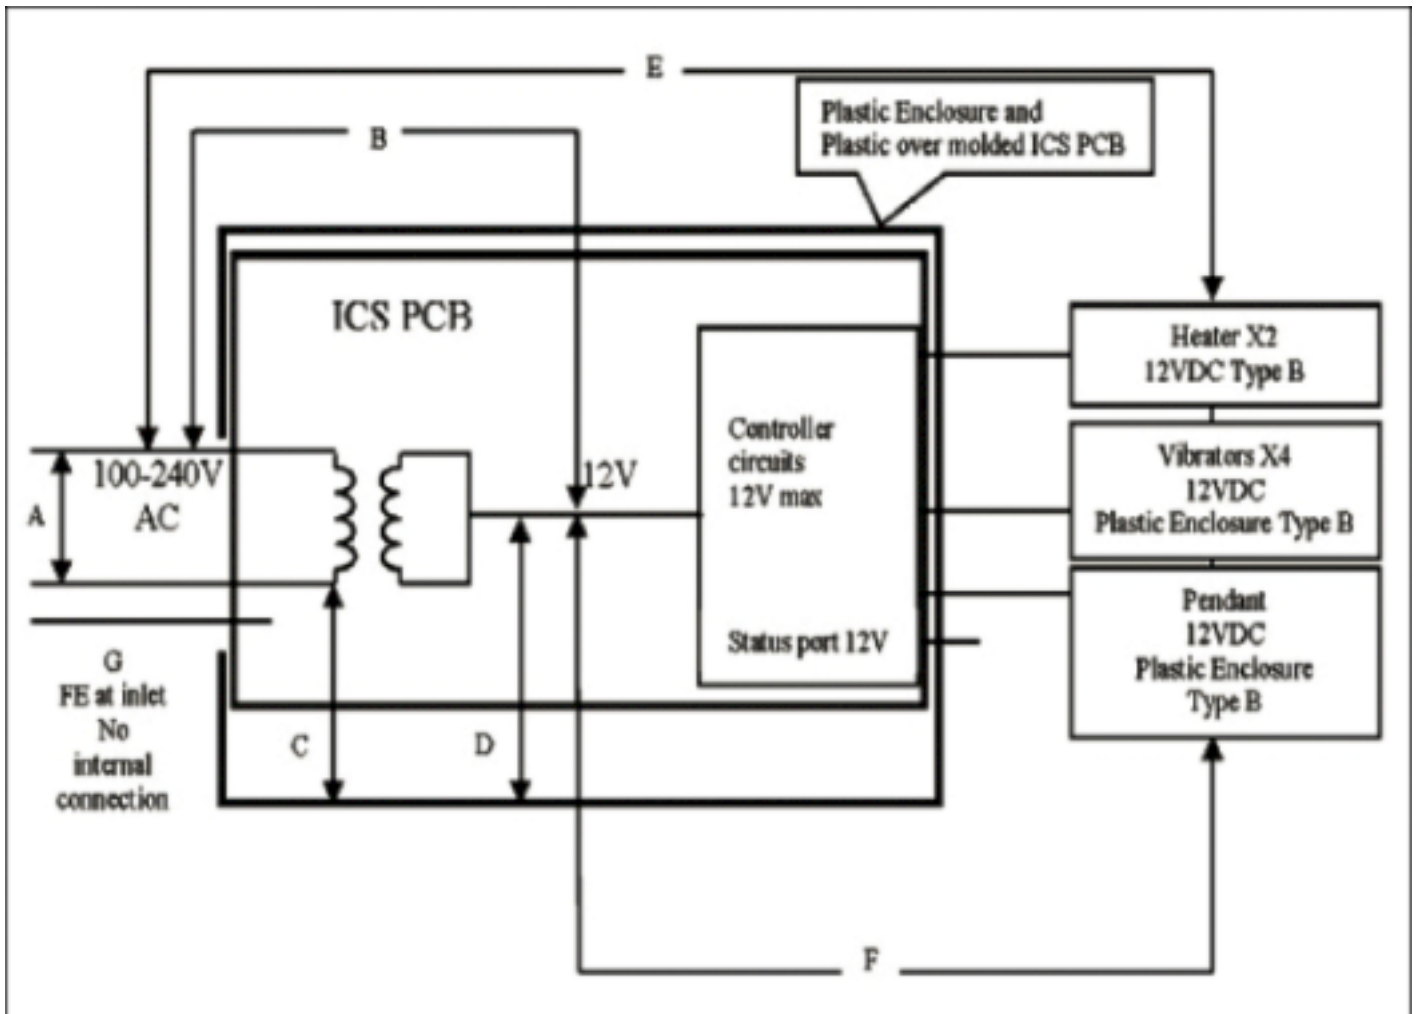 E
B
Plastic Enclosure and
Plastic over molded ICS PCB
ICS PCB
Heater X2
12VDC Type B
Controller
circuits
12V max
Vibrators X4
12VDC
Plastic Enclosure Type B
100-240V
AC
A
12V
Pendant
12VDC
Plastic Enclosure
Type B
Status port 12V
G
FE at inlet
No
internal
connection
C
D
F